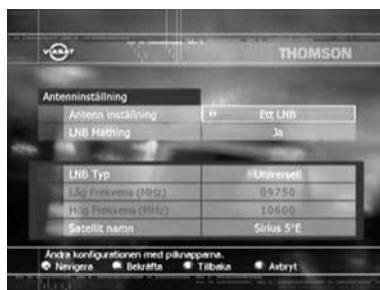 VIASAT
THOMSON
Antenninställning
Antenn inställning Ett LNB
LNB Mathing Ja
LNB Typ Universell
Låg Frekvens (MHz) 09750
Hög Frekvens (MHz) 10600
Satellit namn Sirius 5°E
Ändra konfigurationen med pilknapparna.
Navigera Bekräfta Tillbaka Avbryt